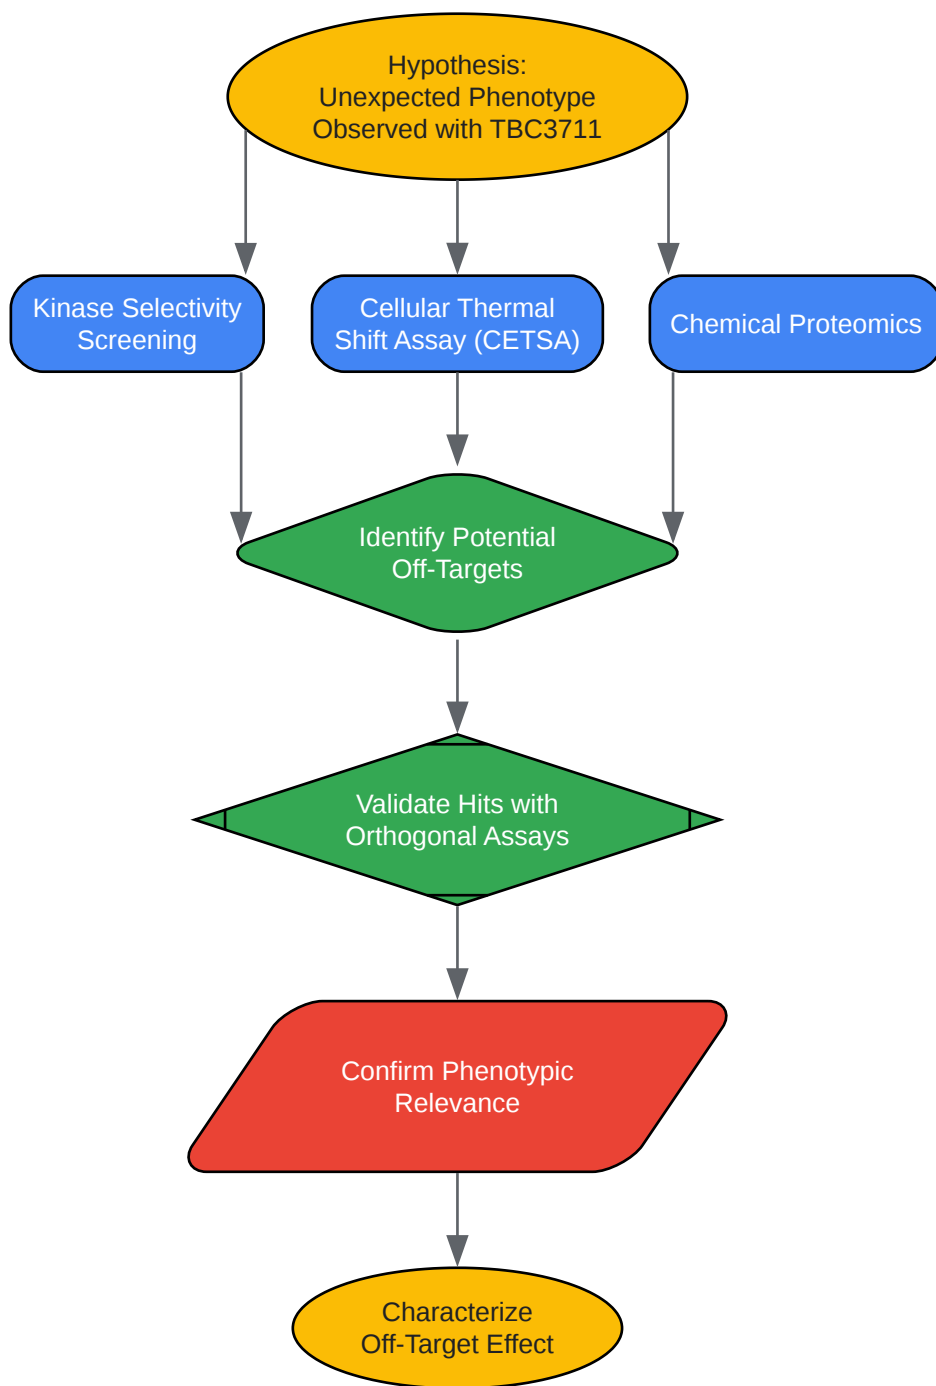 Hypothesis:
Unexpected Phenotype
Observed with TBC3711
Kinase Selectivity
Screening
Cellular Thermal
Shift Assay (CETSA)
Chemical Proteomics
Identify Potential
Off-Targets
Validate Hits with
Orthogonal Assays
Confirm Phenotypic
Relevance
Characterize
Off-Target Effect